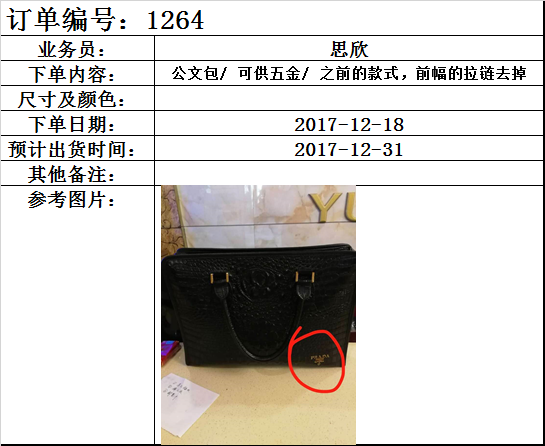 订单编号：1264
业务员： 思欣
下单内容： 公文包/ 可供五金/ 之前的款式，前幅的拉链去掉
尺寸及颜色：
下单日期： 2017-12-18
预计出货时间： 2017-12-31
其他备注：
参考图片：
YU
PRADA